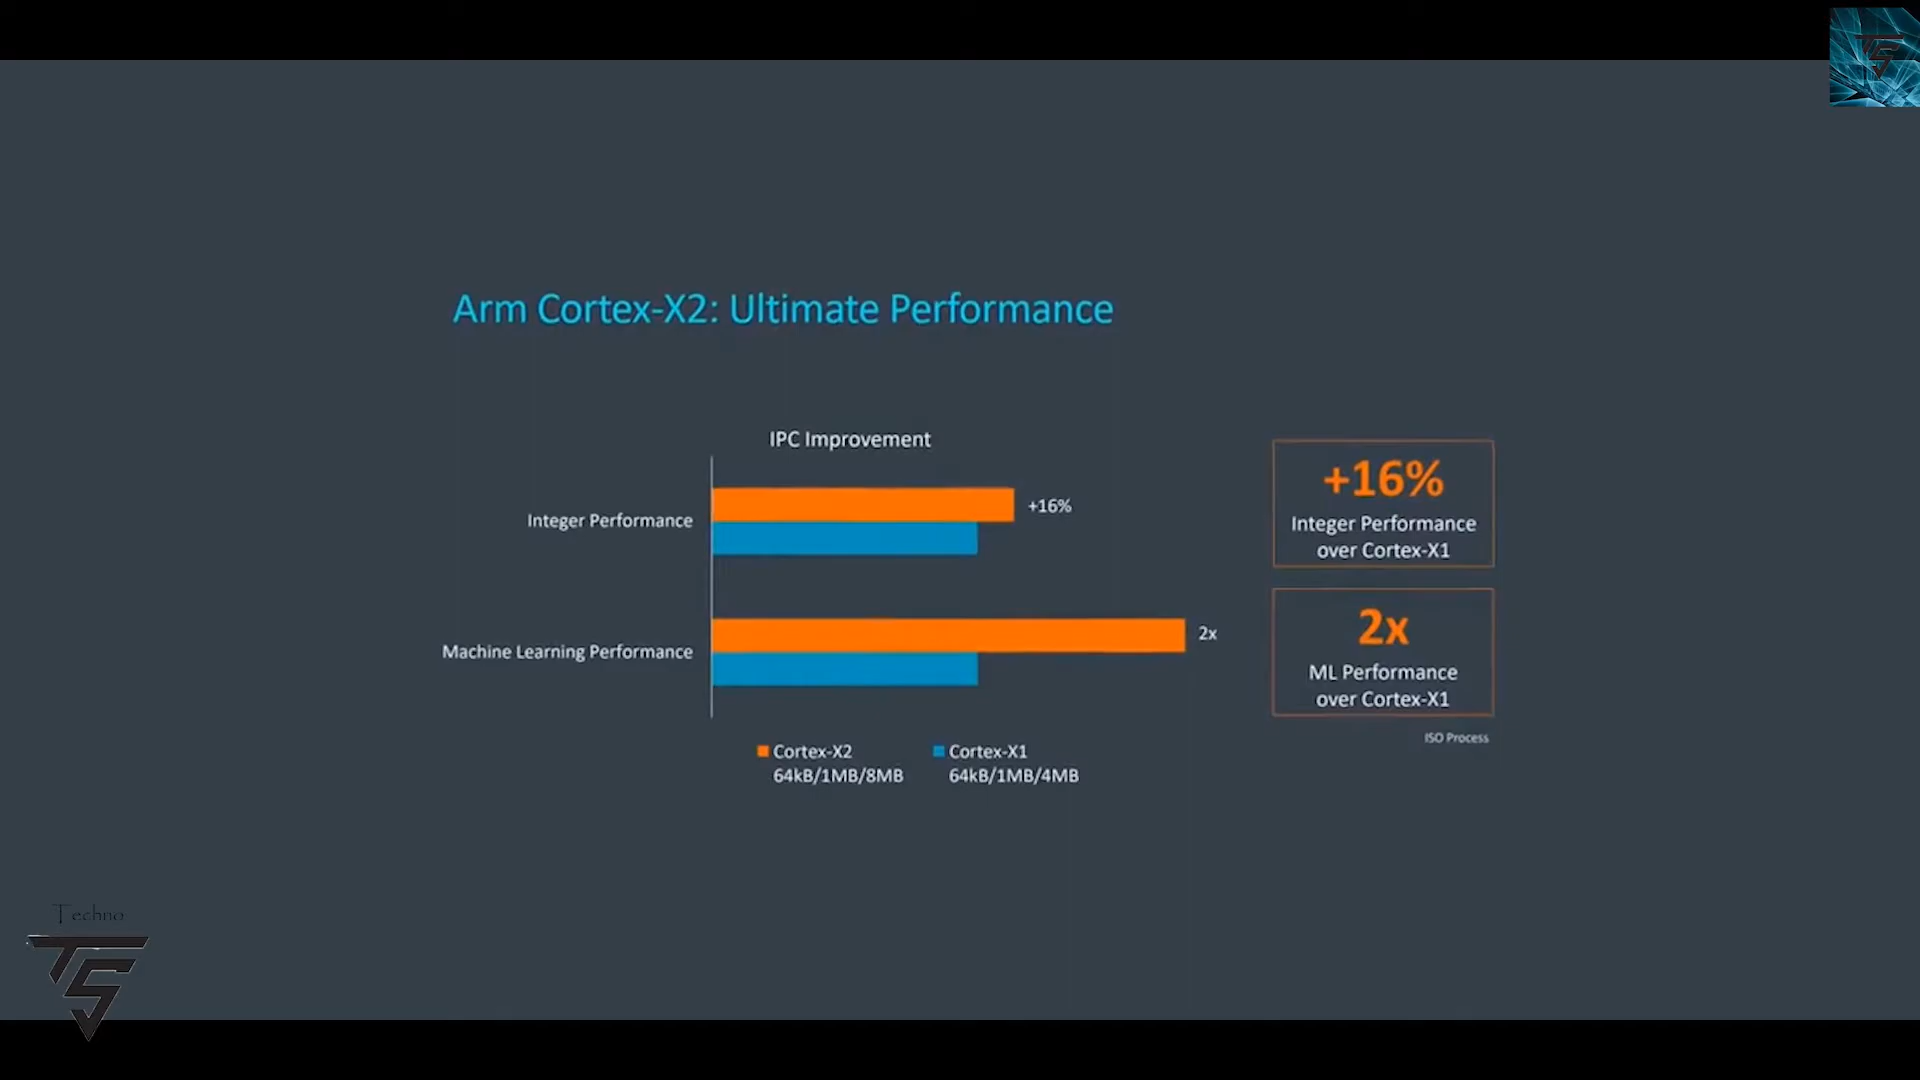 Arm Cortex-X2: Ultimate Performance
IPC Improvement
Integer Performance
+16%
Machine Learning Performance
2x
Cortex-X2
64kB/1MB/8MB
Cortex-X1
64kB/1MB/4MB
+16%
Integer Performance
over Cortex-X1
2x
ML Performance
over Cortex-X1
ISO Process
Techno
TS
TS